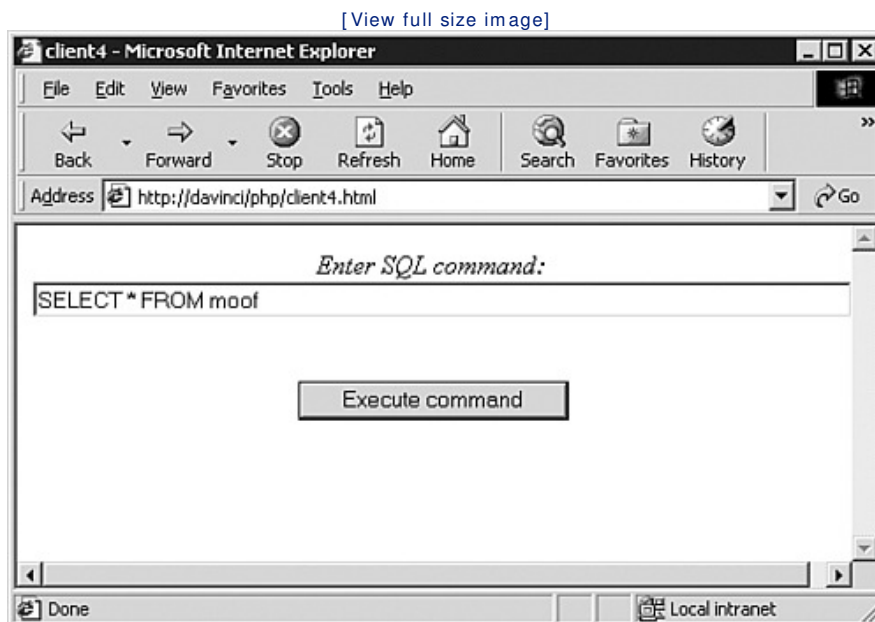 [View full size image]
client4 - Microsoft Internet Explorer
File Edit View Favorites Tools Help
Back Forward Stop Refresh Home Search Favorites History »
Address http://davinci/php/client4.html Go
Enter SQL command:
SELECT * FROM moof
Execute command
Done Local intranet